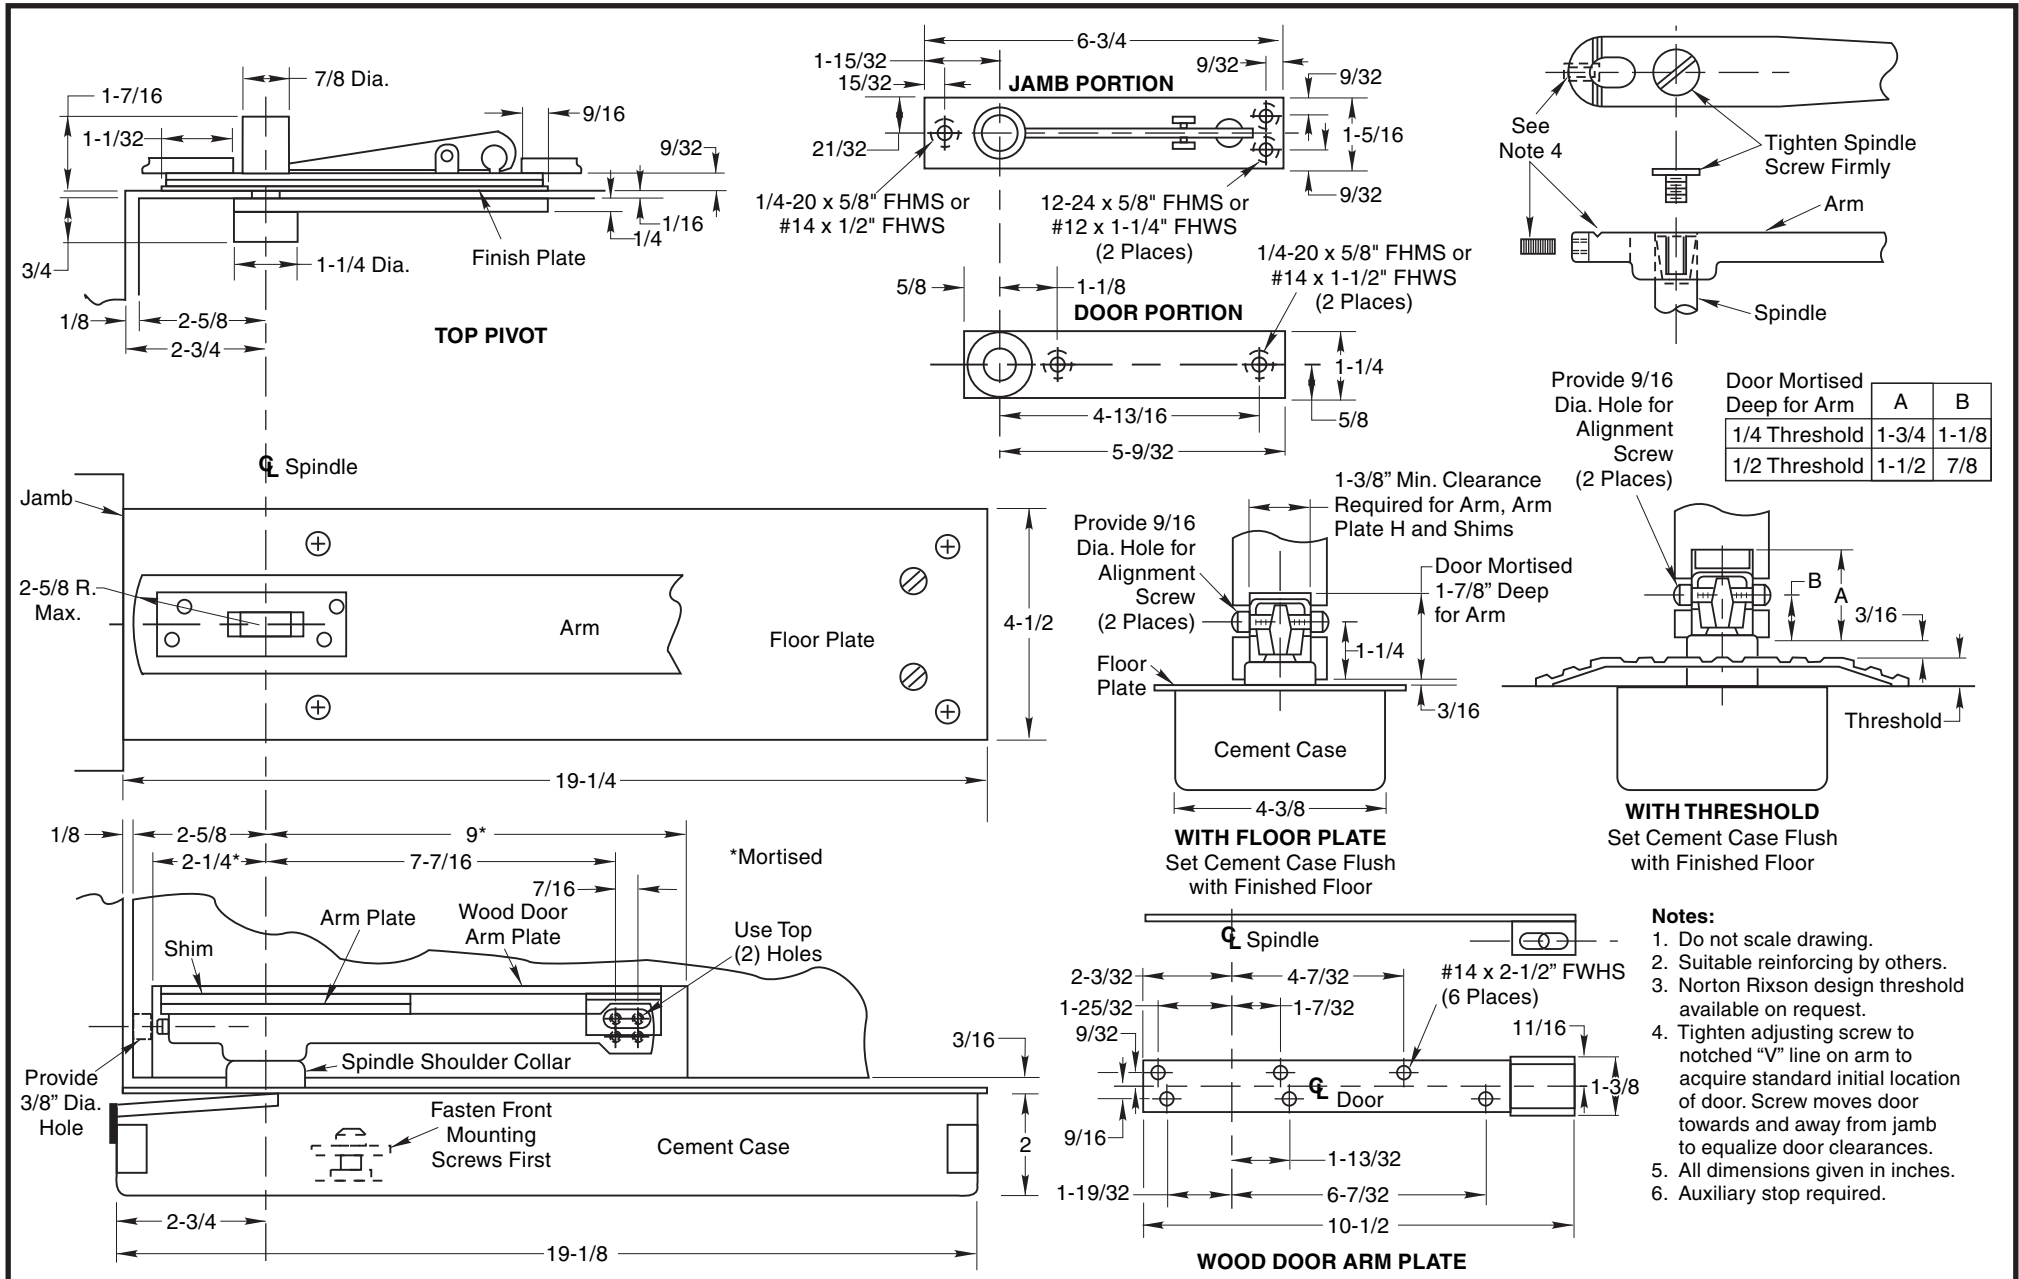 1-7/16
7/8 Dia.
1-1/32
9/16
9/32
1/16
1/4
3/4
1-1/4 Dia.
Finish Plate
1/8
2-5/8
2-3/4
TOP PIVOT
6-3/4
1-15/32
15/32
JAMB PORTION
9/32
9/32
1-5/16
21/32
9/32
1/4-20 x 5/8" FHMS or
#14 x 1/2" FHWS
12-24 x 5/8" FHMS or
#12 x 1-1/4" FHWS
(2 Places)
1/4-20 x 5/8" FHMS or
#14 x 1-1/2" FHWS
(2 Places)
5/8
1-1/8
DOOR PORTION
1-1/4
4-13/16
5/8
5-9/32
See
Note 4
Tighten Spindle
Screw Firmly
Arm
Spindle
Door Mortised
Deep for Arm A B
1/4 Threshold 1-3/4 1-1/8
1/2 Threshold 1-1/2 7/8
℄ Spindle
Jamb
2-5/8 R.
Max.
Arm
Floor Plate
4-1/2
19-1/4
Provide 9/16
Dia. Hole for
Alignment
Screw
(2 Places)
1-3/8” Min. Clearance
Required for Arm, Arm
Plate H and Shims
Door Mortised
1-7/8” Deep
for Arm
1-1/4
Floor
Plate
3/16
Cement Case
4-3/8
WITH FLOOR PLATE
Set Cement Case Flush
with Finished Floor
Provide 9/16
Dia. Hole for
Alignment
Screw
(2 Places)
B
A
3/16
Threshold
WITH THRESHOLD
Set Cement Case Flush
with Finished Floor
1/8
2-5/8
9*
2-1/4*
7-7/16
*Mortised
7/16
Arm Plate
Wood Door
Arm Plate
Use Top
(2) Holes
Shim
3/16
Spindle Shoulder Collar
Provide
3/8” Dia.
Hole
Fasten Front
Mounting
Screws First
Cement Case
2
2-3/4
19-1/8
℄ Spindle
2-3/32
4-7/32
#14 x 2-1/2” FWHS
(6 Places)
1-25/32
1-7/32
9/32
11/16
1-3/8
℄ Door
9/16
1-13/32
1-19/32
6-7/32
10-1/2
WOOD DOOR ARM PLATE
Notes:
1. Do not scale drawing.
2. Suitable reinforcing by others.
3. Norton Rixson design threshold
available on request.
4. Tighten adjusting screw to
notched “V” line on arm to
acquire standard initial location
of door. Screw moves door
towards and away from jamb
to equalize door clearances.
5. All dimensions given in inches.
6. Auxiliary stop required.